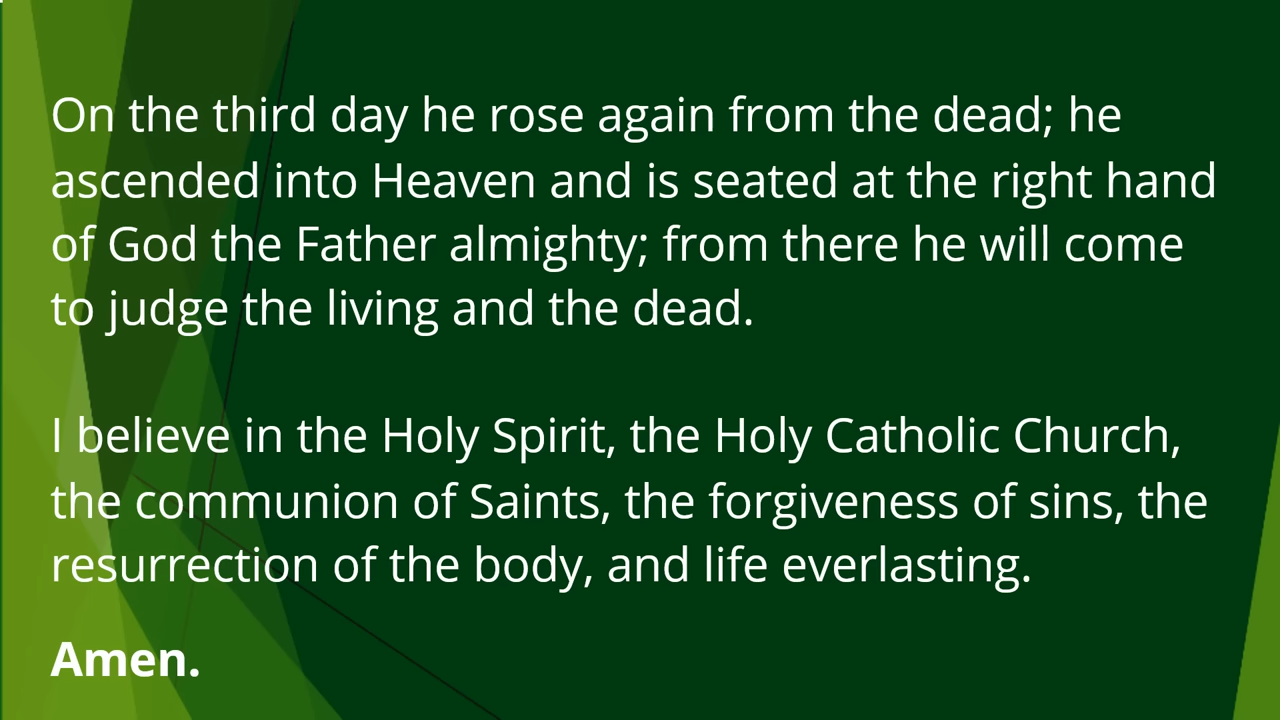 On the third day he rose again from the dead; he
ascended into Heaven and is seated at the right hand
of God the Father almighty; from there he will come
to judge the living and the dead.
I believe in the Holy Spirit, the Holy Catholic Church,
the communion of Saints, the forgiveness of sins, the
resurrection of the body, and life everlasting.
Amen.